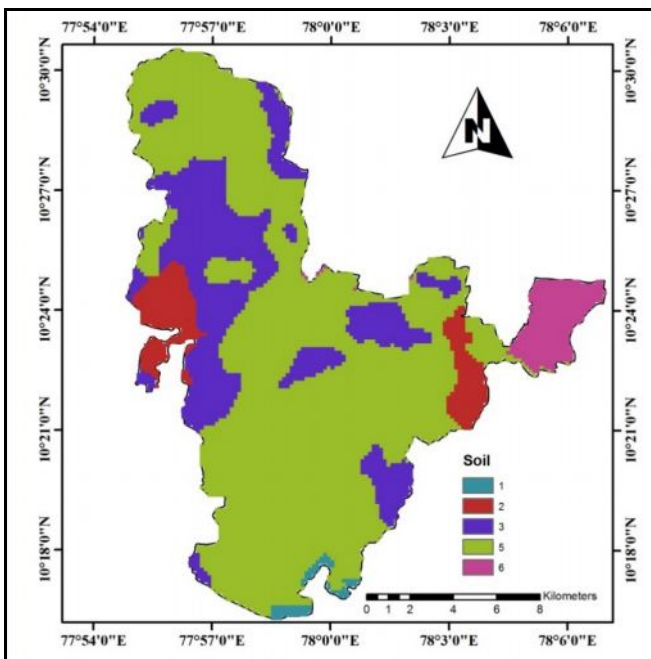 77°54'0"E 77°57'0"E 78°0'0"E 78°3'0"E 78°6'0"E
10°30'0"N 10°30'0"N
10°27'0"N 10°27'0"N
10°24'0"N 10°24'0"N
10°21'0"N 10°21'0"N
10°18'0"N 10°18'0"N
N
Soil
1
2
3
5
6
Kilometers
0 1 2 4 6 8
77°54'0"E 77°57'0"E 78°0'0"E 78°3'0"E 78°6'0"E